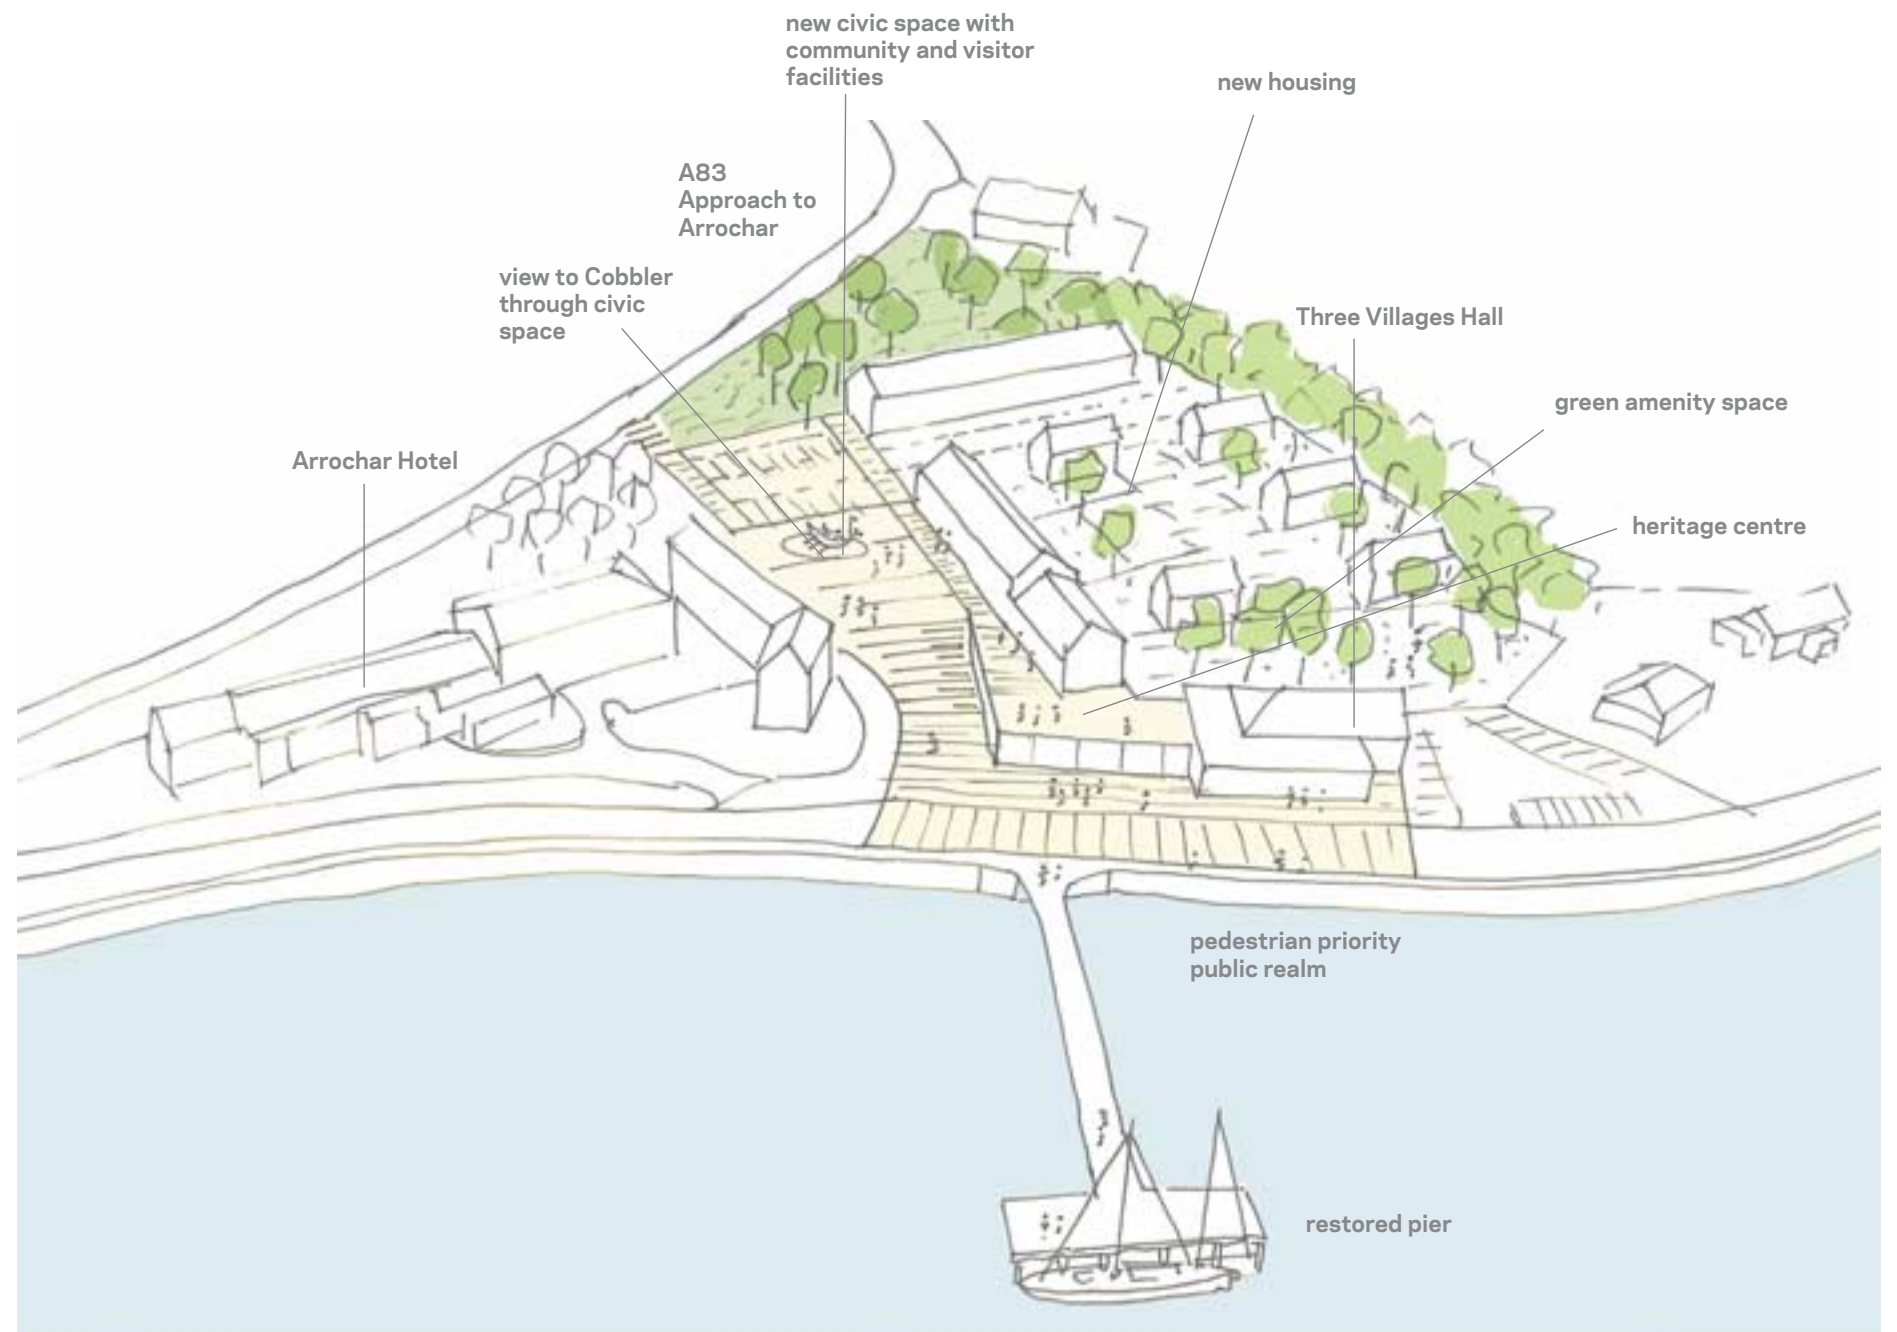 new civic space with
community and visitor
facilities
new housing
A83
Approach to
Arrochar
view to Cobbler
through civic
space
Three Villages Hall
green amenity space
Arrochar Hotel
heritage centre
pedestrian priority
public realm
restored pier